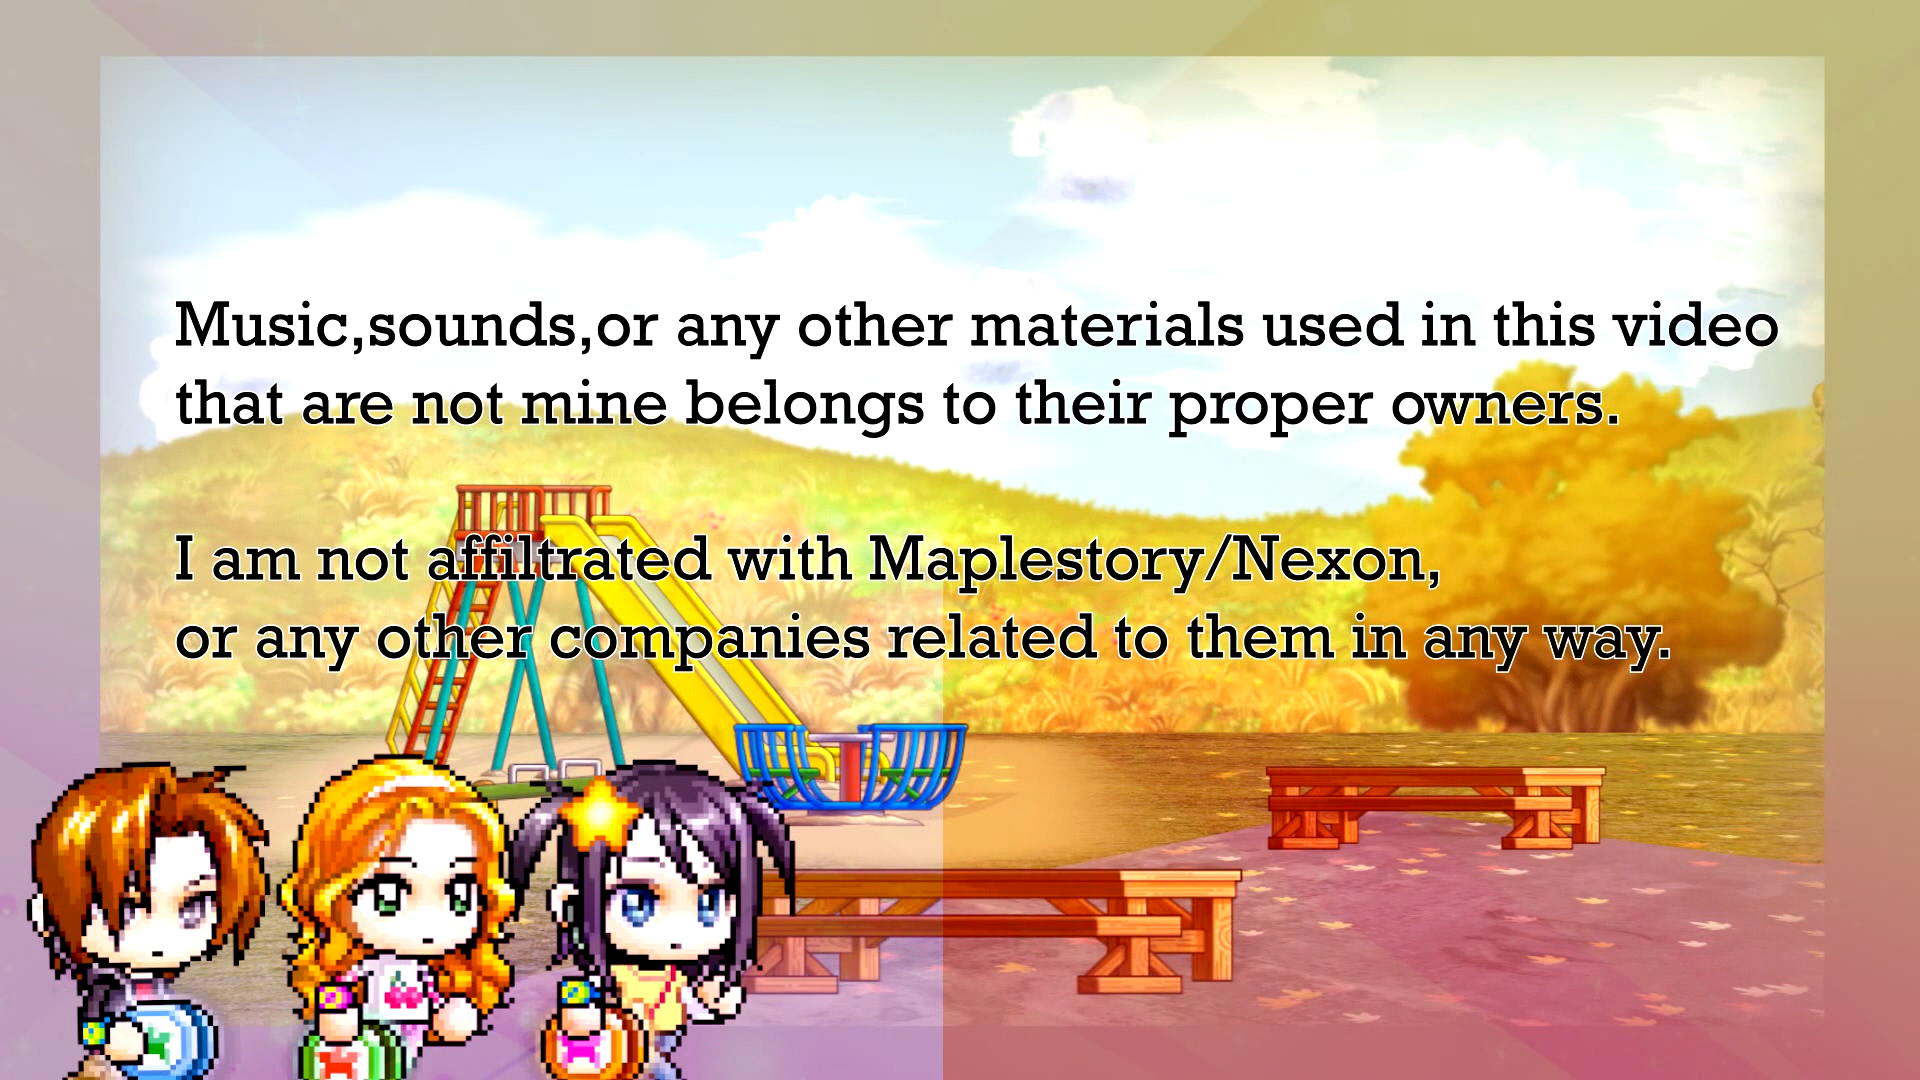 Music,sounds,or any other materials used in this video
that are not mine belongs to their proper owners.
I am not affiltrated with Maplestory/Nexon,
or any other companies related to them in any way.